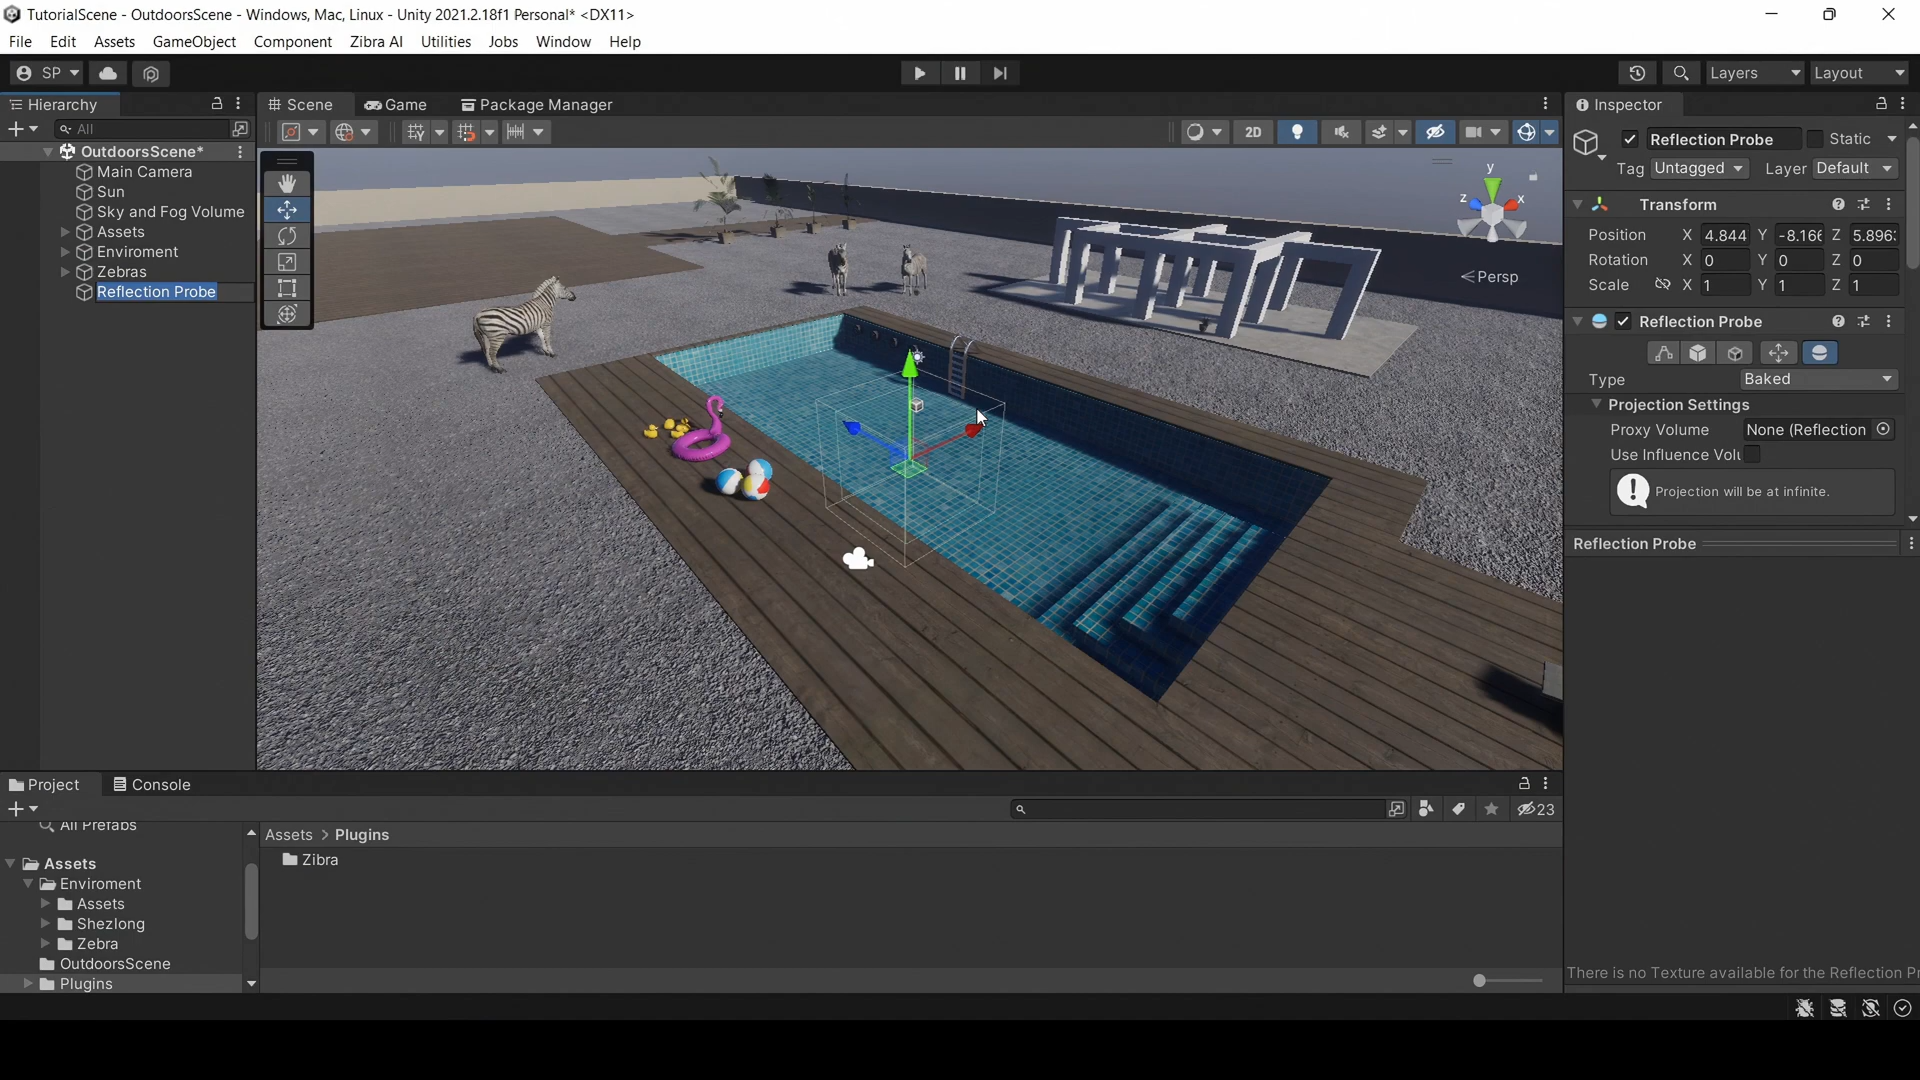 TutorialScene - OutdoorsScene - Windows, Mac, Linux - Unity 2021.2.18f1 Personal* <DX11>
File Edit Assets GameObject Component Zibra AI Utilities Jobs Window Help
SP
Layers
Layout
Hierarchy
Scene
Game
Package Manager
Inspector
All
2D
OutdoorsScene*
Main Camera
Sun
Sky and Fog Volume
Assets
Enviroment
Zebras
Reflection Probe
y
z
x
Persp
Reflection Probe
Static
Tag Untagged
Layer Default
Transform
Position X 4.844 Y -8.166 Z 5.896
Rotation X 0 Y 0 Z 0
Scale X 1 Y 1 Z 1
Reflection Probe
Type Baked
Projection Settings
Proxy Volume None (Reflection
Use Influence Volu
Projection will be at infinite.
Reflection Probe
There is no Texture available for the Reflection Pr
Project
Console
23
All Prefabs
Assets
Enviroment
Assets
Shezlong
Zebra
OutdoorsScene
Plugins
Assets > Plugins
Zibra